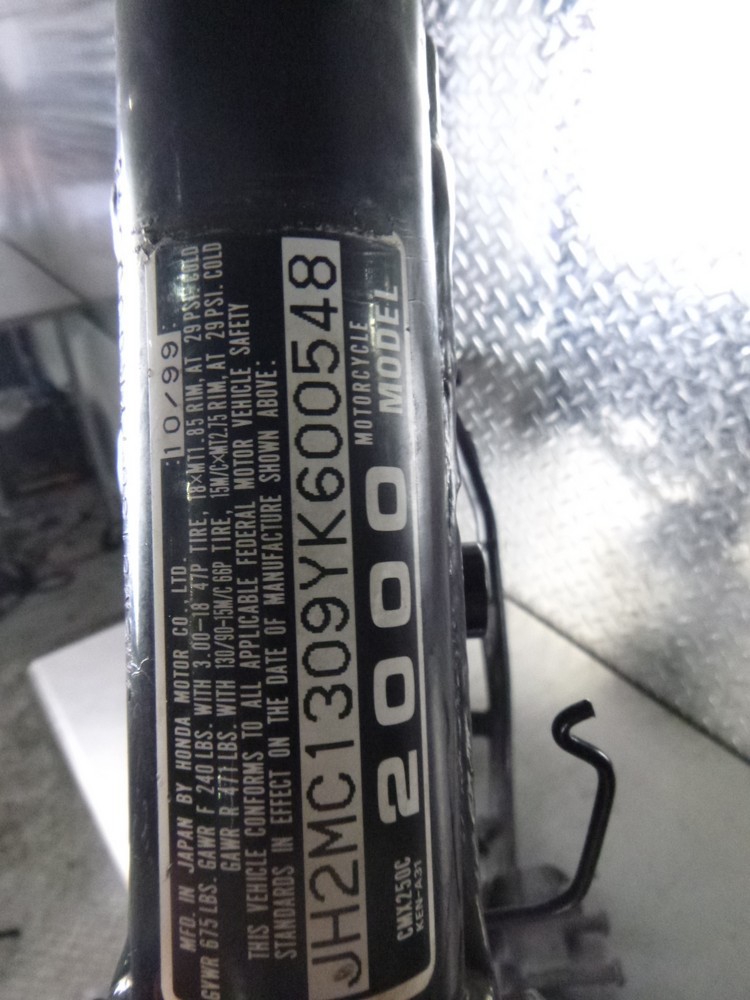 MFD. IN JAPAN BY HONDA MOTOR CO., LTD. 10/99
GVWR 675 LBS. GAWR F 240 LBS. WITH 3.00-18 47P TIRE, 18×MT1.85 RIM, AT 29 PSI. COLD
GAWR R 471 LBS. WITH 130/90-15M/C 66P TIRE, 15M/C×MT2.75 RIM, AT 29 PSI. COLD
THIS VEHICLE CONFORMS TO ALL APPLICABLE FEDERAL MOTOR VEHICLE SAFETY
STANDARDS IN EFFECT ON THE DATE OF MANUFACTURE SHOWN ABOVE.
JH2MC1309YK600548
MOTORCYCLE
2000 MODEL
CMX250C
KEN-A31